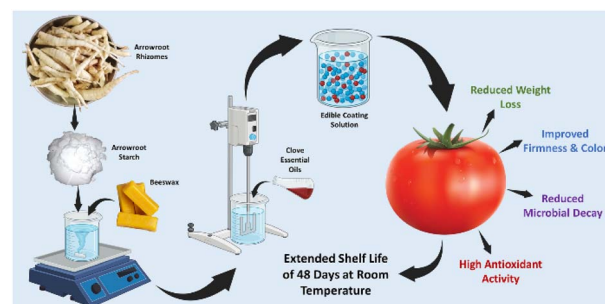 Arrowroot
Rhizomes
Arrowroot
Starch
Beeswax
Clove
Essential
Oils
Edible Coating
Solution
Reduced Weight
Loss
Improved
Firmness & Color
Reduced
Microbial Decay
High Antioxidant
Activity
Extended Shelf Life
of 48 Days at Room
Temperature